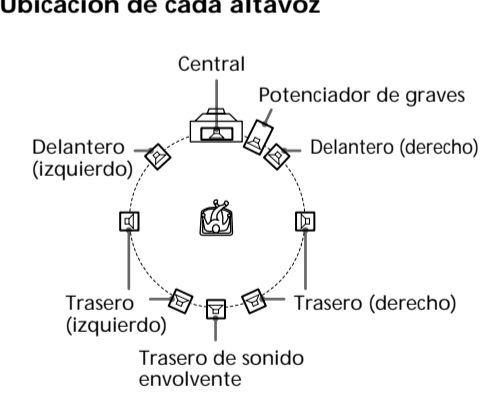 Ubicación de cada altavoz
Central
Potenciador de graves
Delantero
(izquierdo)
Delantero (derecho)
Trasero
(izquierdo)
Trasero (derecho)
Trasero de sonido
envolvente